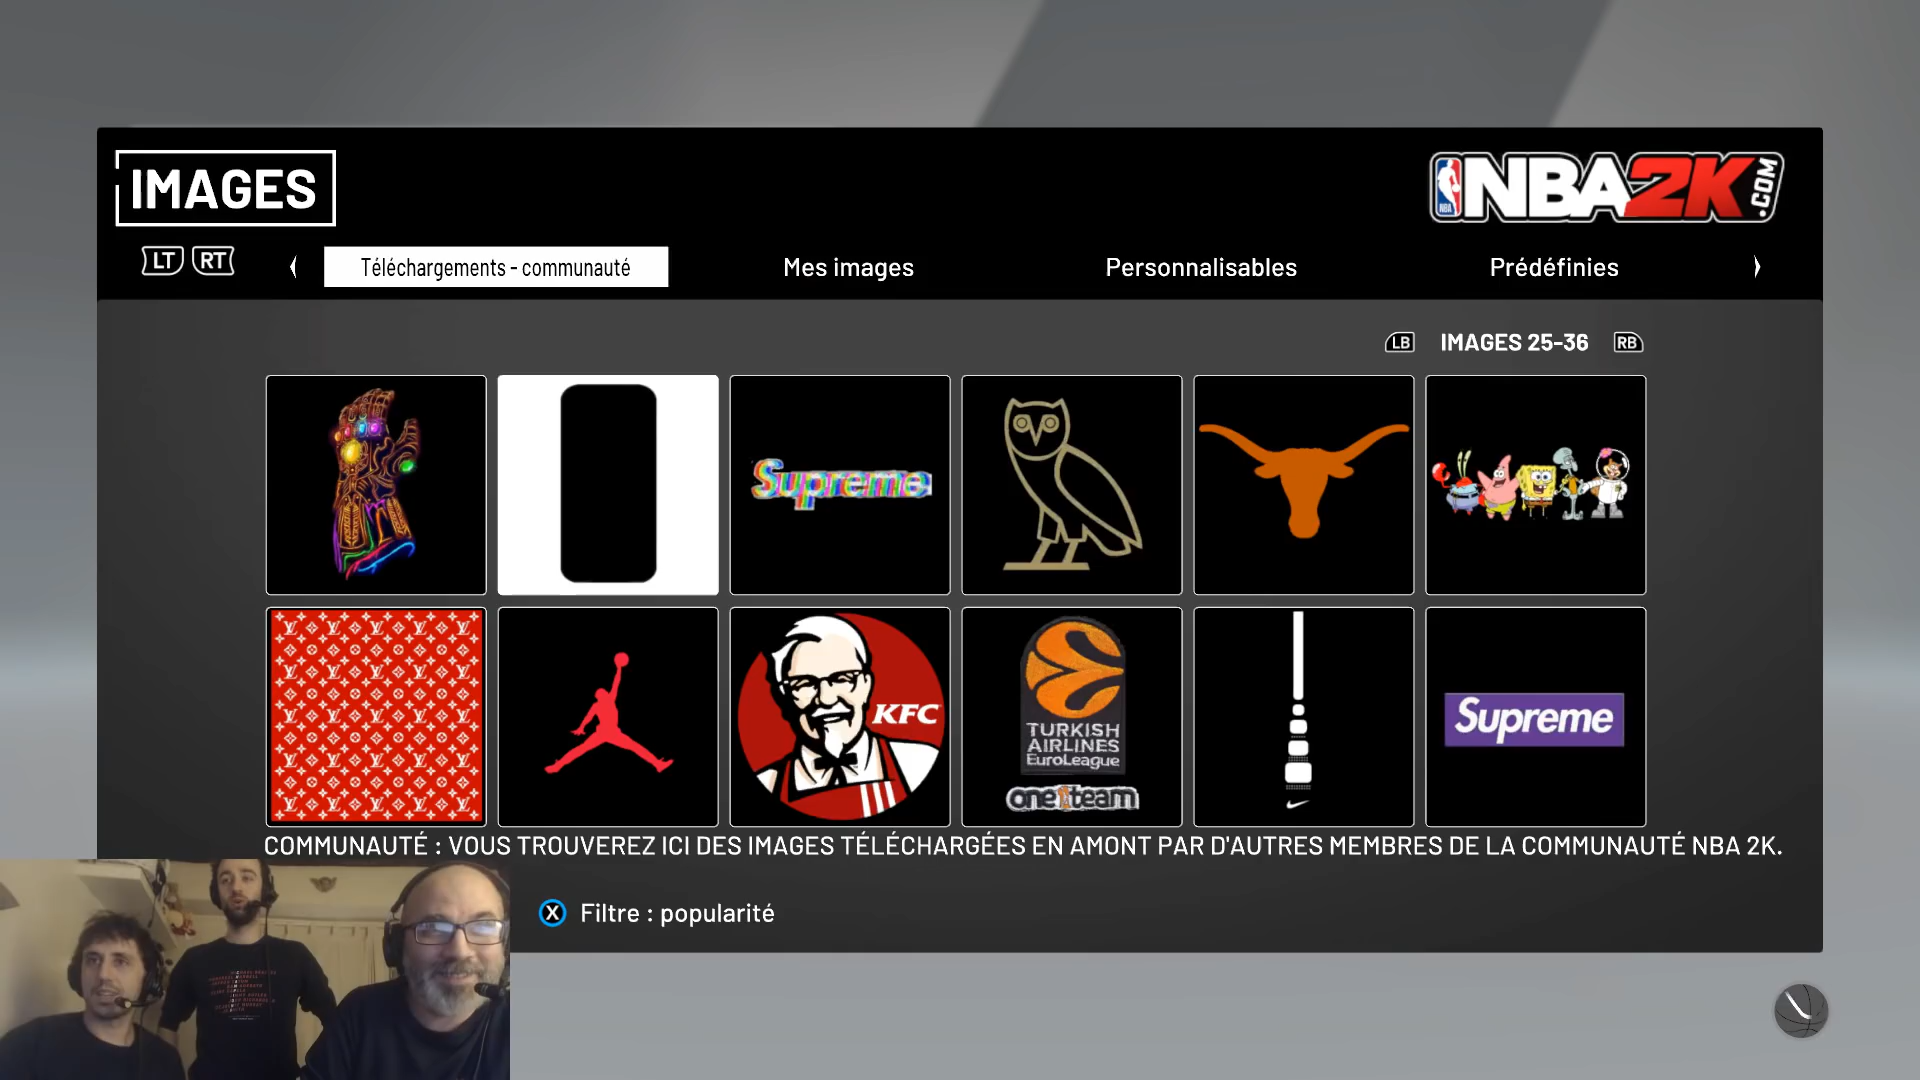 IMAGES
NBA
NBA2K.COM
LT RT
Téléchargements - communauté
Mes images
Personnalisables
Prédéfinies
LB IMAGES 25-36 RB
Supreme
KFC
TURKISH
AIRLINES
EuroLeague
one team
Supreme
COMMUNAUTÉ : VOUS TROUVEREZ ICI DES IMAGES TÉLÉCHARGÉES EN AMONT PAR D'AUTRES MEMBRES DE LA COMMUNAUTÉ NBA 2K.
X Filtre : popularité